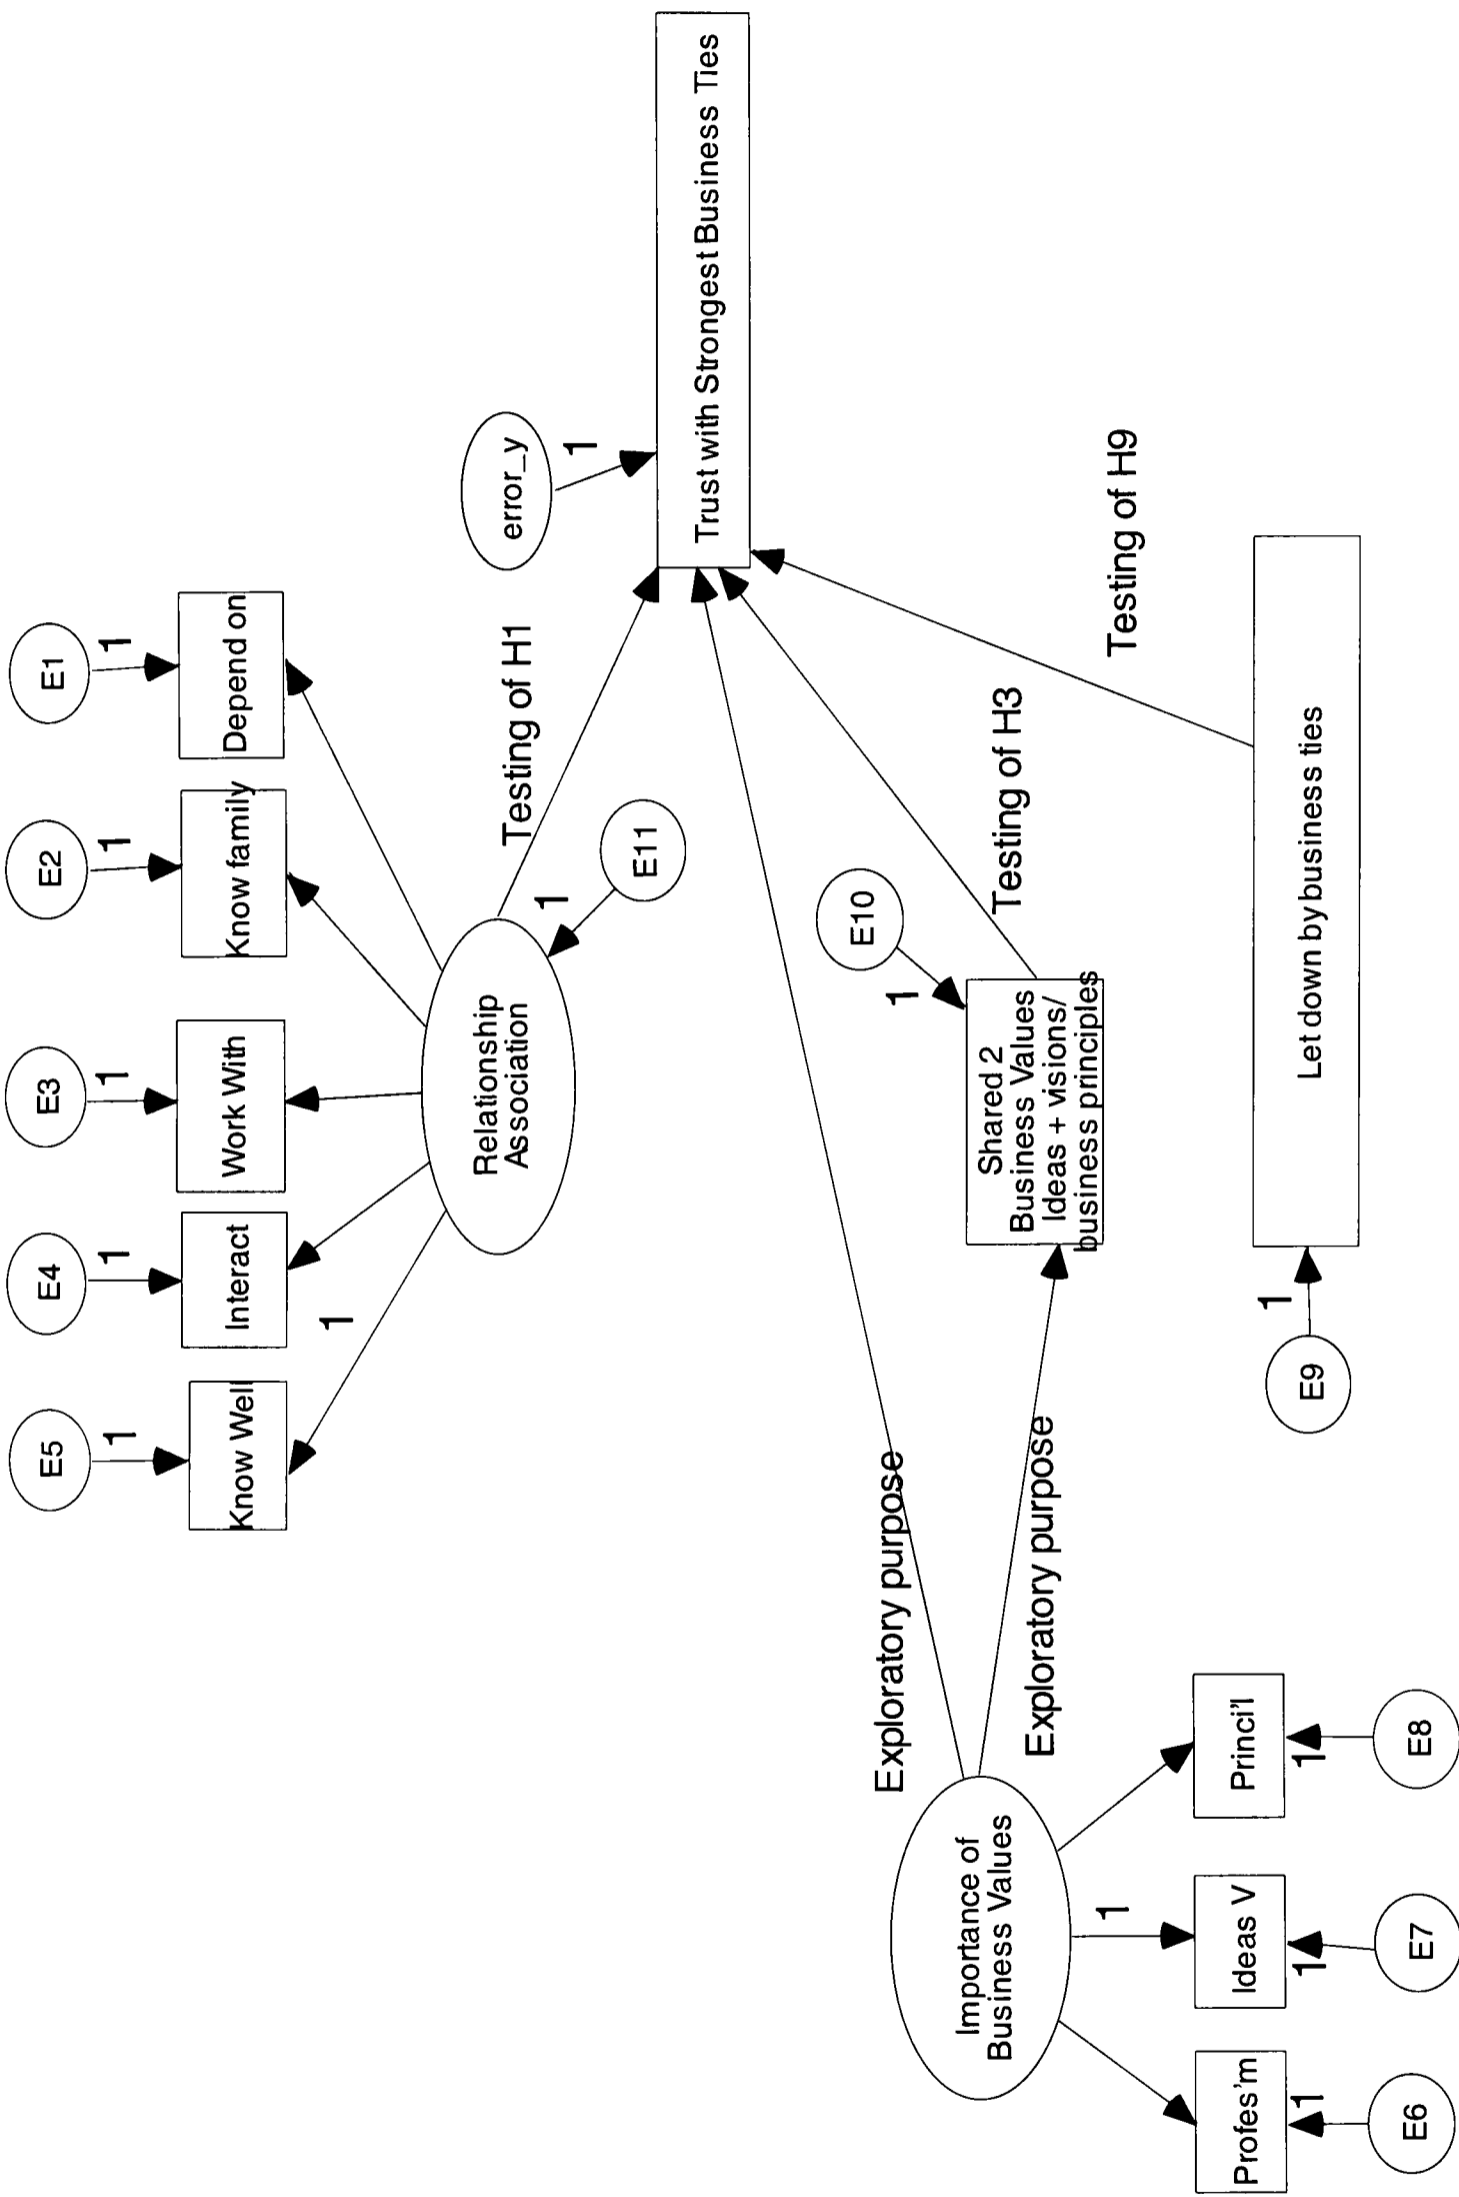 E5
E4
E3
E2
E1
1
1
1
1
1
Know Well
Interact
Work With
Know family
Depend on
1
Relationship
Association
1
E11
Testing of H1
error_y
1
Trust with Strongest Business Ties
Exploratory purpose
Exploratory purpose
E10
1
Shared 2
Business Values
Ideas + visions/
business principles
Testing of H3
Testing of H9
Importance of
Business Values
1
Profes'm
Ideas V
Princi'l
1
1
1
E6
E7
E8
E9
1
Let down by business ties